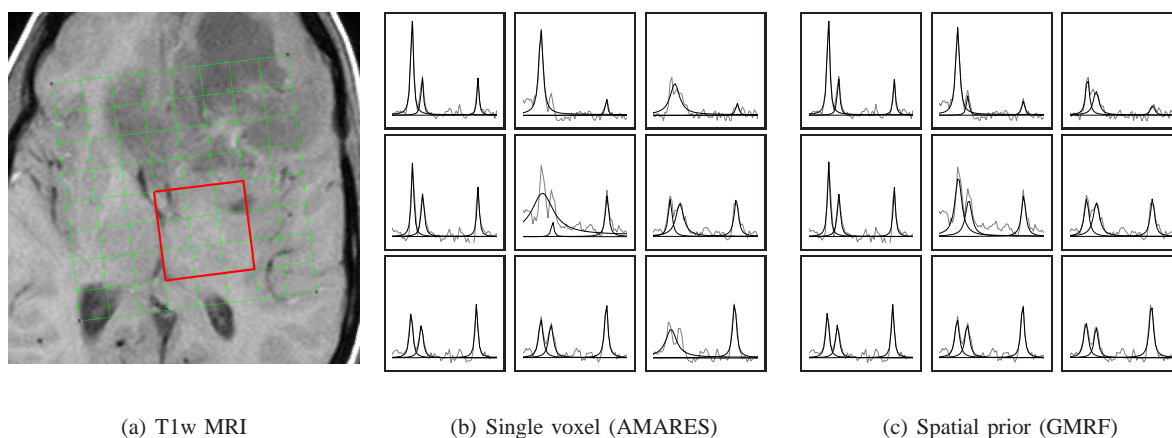 (a) T1w MRI
(b) Single voxel (AMARES)
(c) Spatial prior (GMRF)